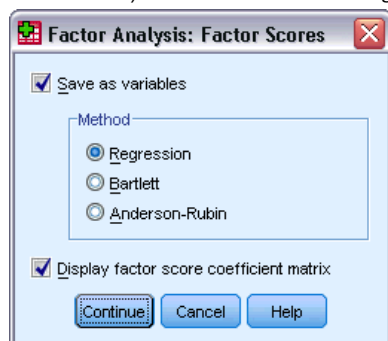 Factor Analysis: Factor Scores
Save as variables
Method
Regression
Bartlett
Anderson-Rubin
Display factor score coefficient matrix
Continue Cancel Help